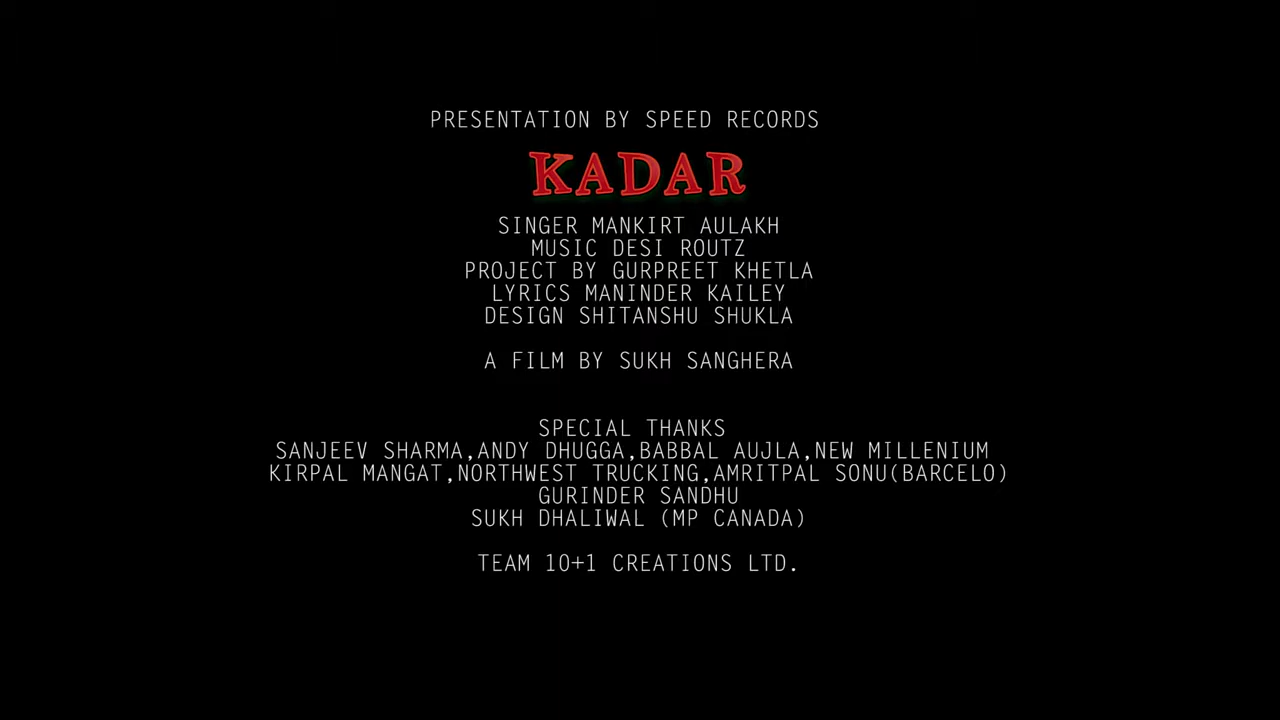 PRESENTATION BY SPEED RECORDS
KADAR
SINGER MANKIRT AULAKH
MUSIC DESI ROUTZ
PROJECT BY GURPREET KHETLA
LYRICS MANINDER KAILEY
DESIGN SHITANSHU SHUKLA
A FILM BY SUKH SANGHERA
SPECIAL THANKS
SANJEEV SHARMA,ANDY DHUGGA,BABBAL AUJLA,NEW MILLENIUM
KIRPAL MANGAT,NORTHWEST TRUCKING,AMRITPAL SONU(BARCELO)
GURINDER SANDHU
SUKH DHALIWAL (MP CANADA)
TEAM 10+1 CREATIONS LTD.